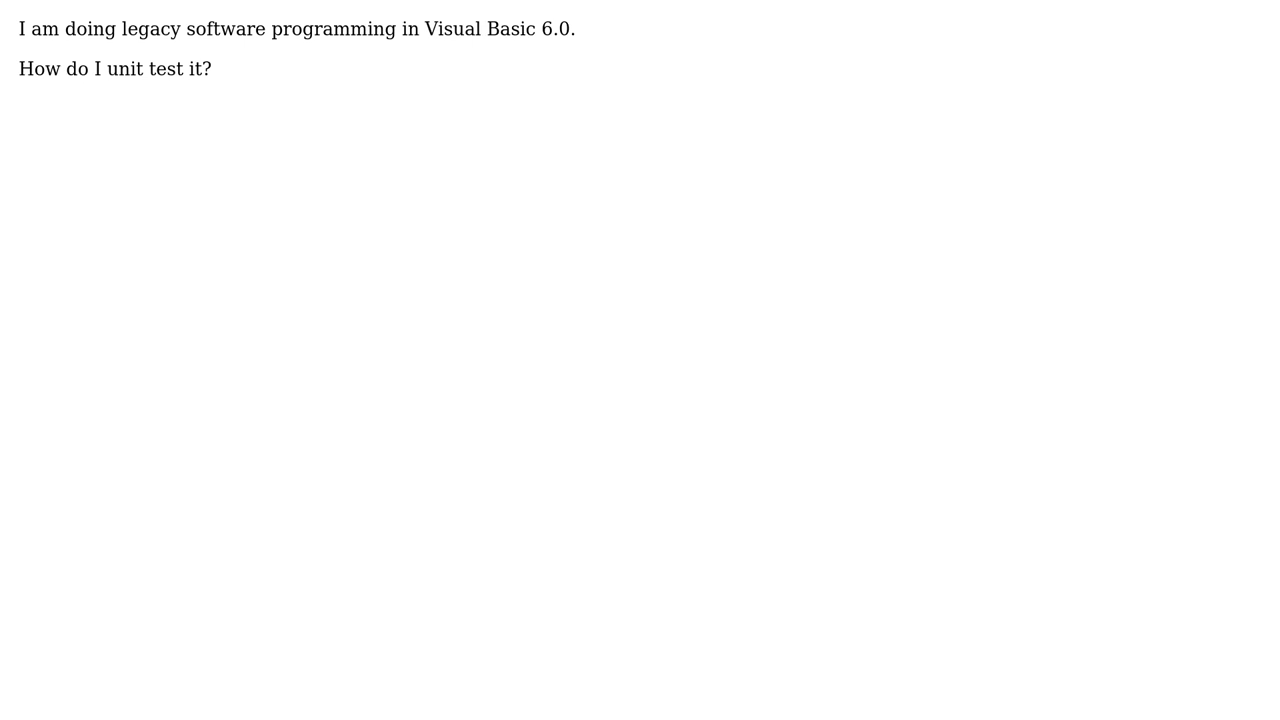 I am doing legacy software programming in Visual Basic 6.0.
How do I unit test it?